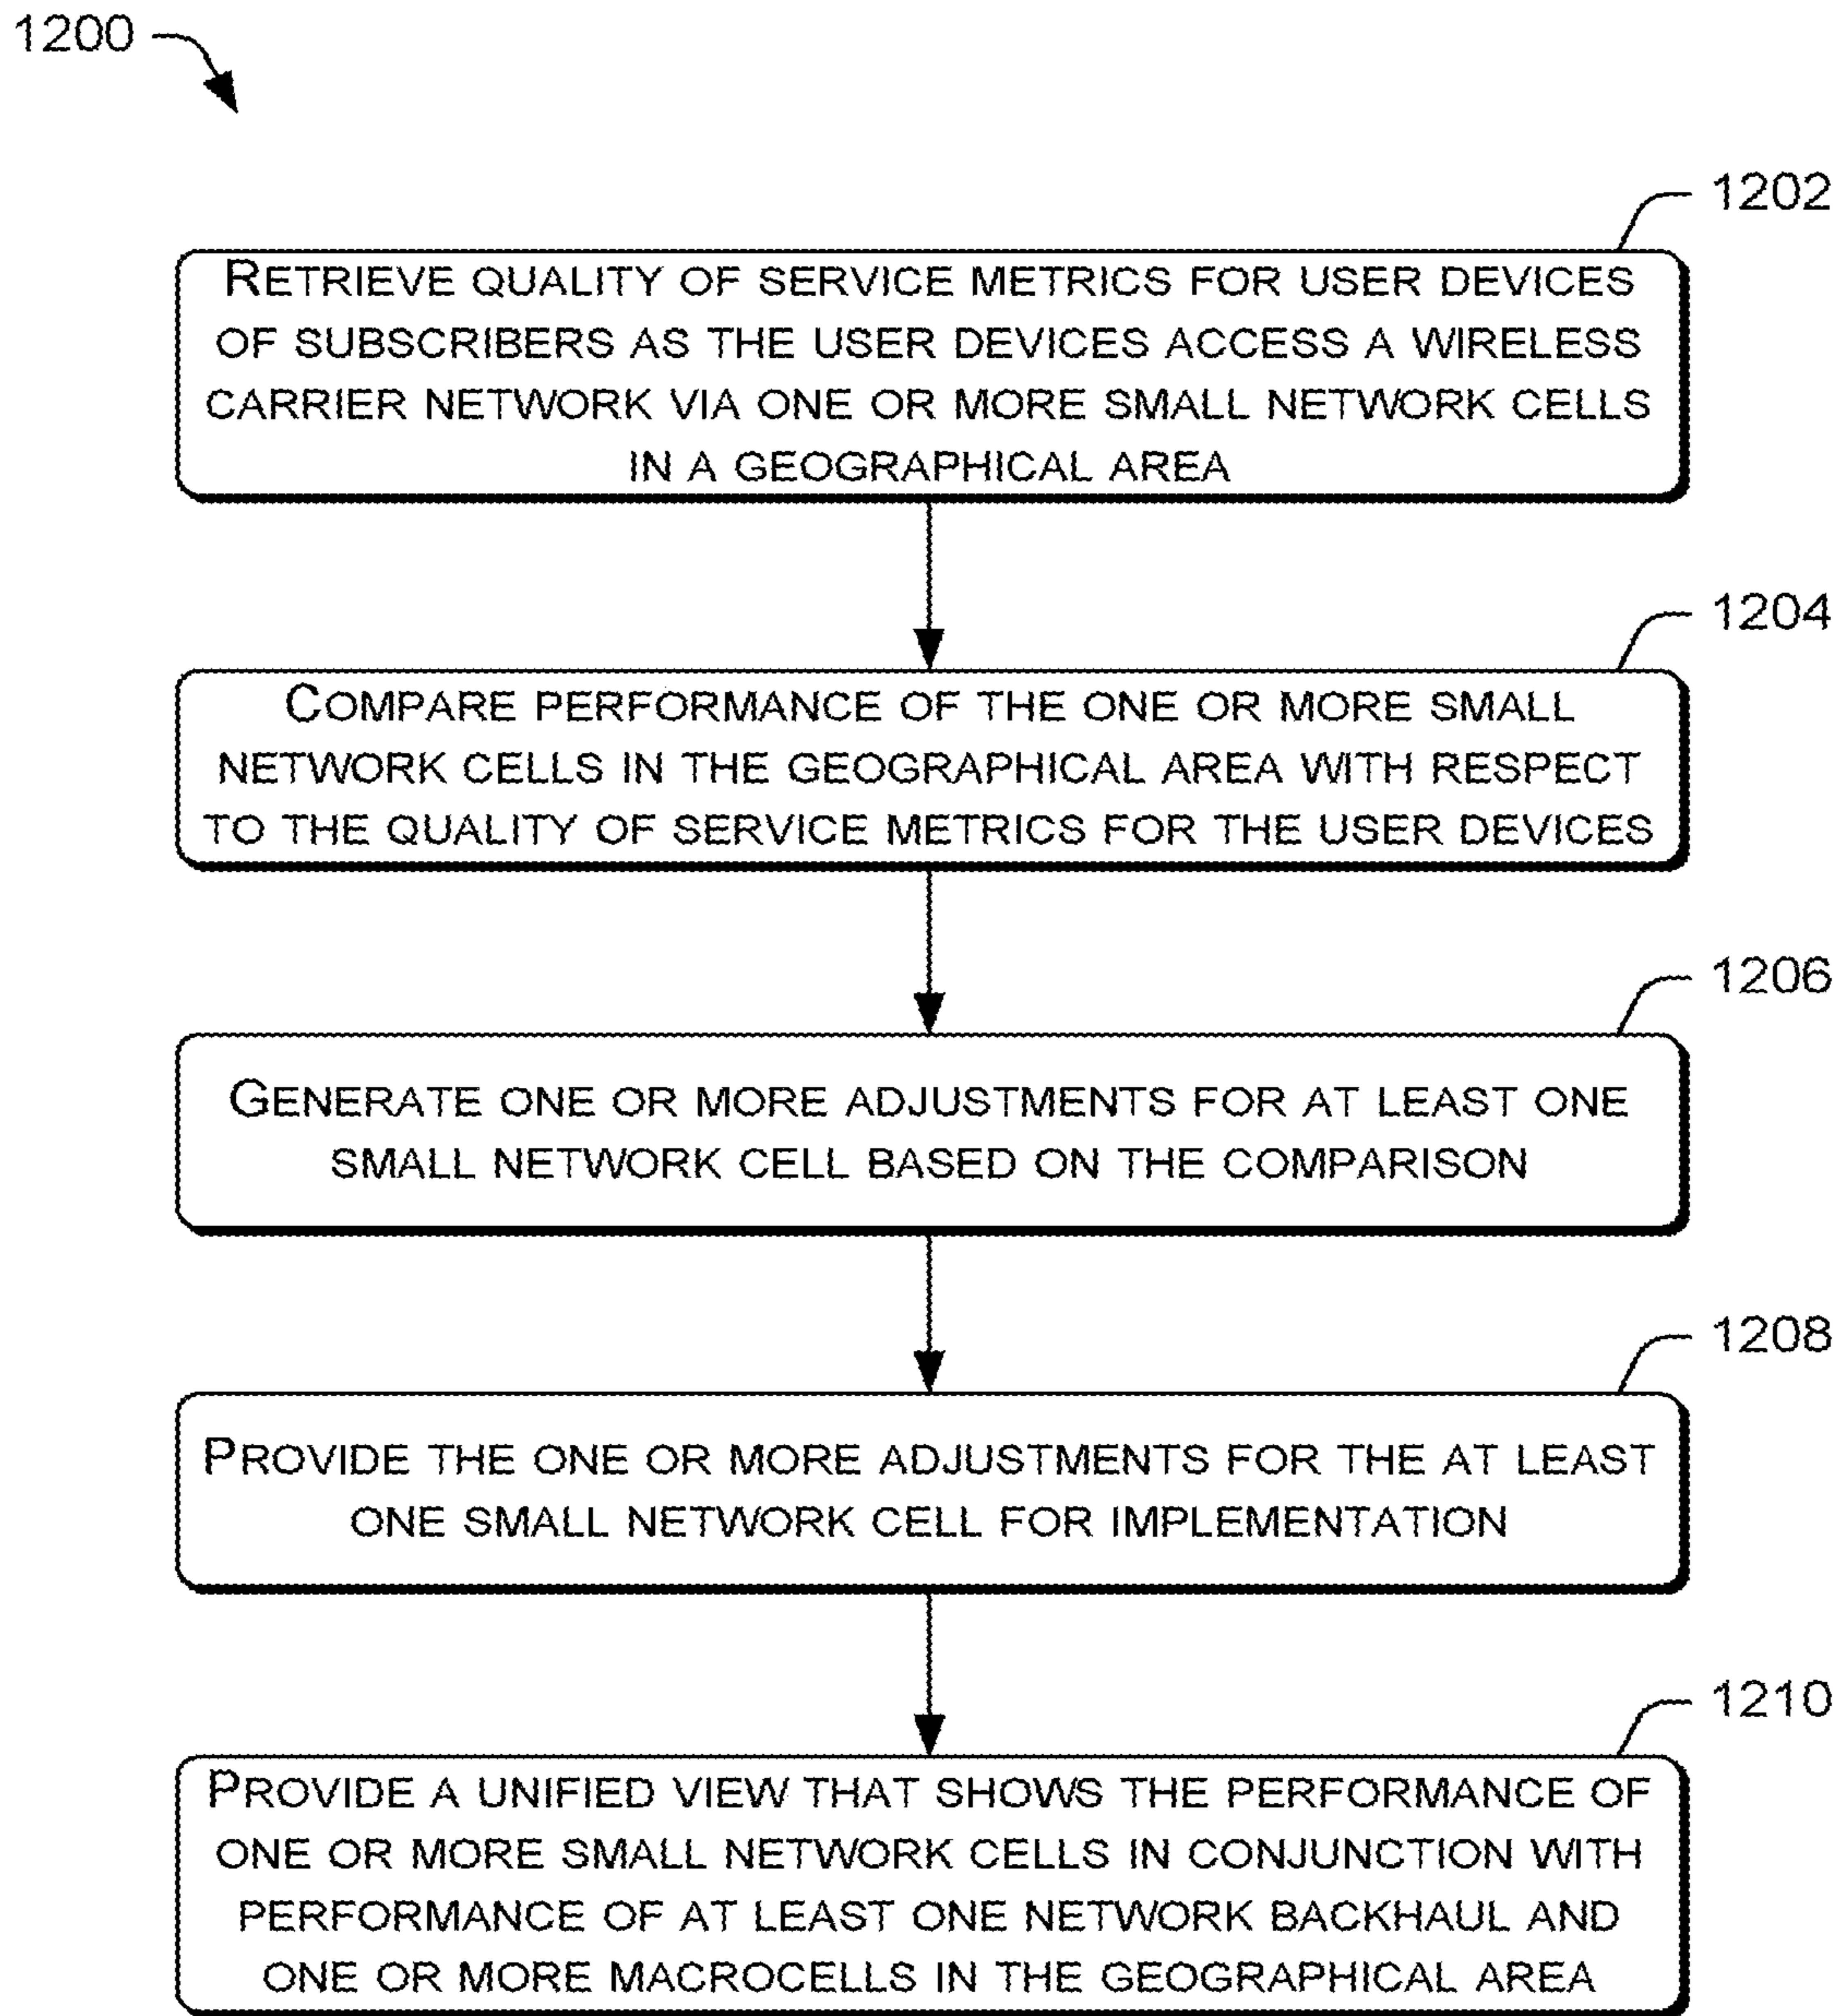 1200
1202
RETRIEVE QUALITY OF SERVICE METRICS FOR USER DEVICES
OF SUBSCRIBERS AS THE USER DEVICES ACCESS A WIRELESS
CARRIER NETWORK VIA ONE OR MORE SMALL NETWORK CELLS
IN A GEOGRAPHICAL AREA
1204
COMPARE PERFORMANCE OF THE ONE OR MORE SMALL
NETWORK CELLS IN THE GEOGRAPHICAL AREA WITH RESPECT
TO THE QUALITY OF SERVICE METRICS FOR THE USER DEVICES
1206
GENERATE ONE OR MORE ADJUSTMENTS FOR AT LEAST ONE
SMALL NETWORK CELL BASED ON THE COMPARISON
1208
PROVIDE THE ONE OR MORE ADJUSTMENTS FOR THE AT LEAST
ONE SMALL NETWORK CELL FOR IMPLEMENTATION
1210
PROVIDE A UNIFIED VIEW THAT SHOWS THE PERFORMANCE OF
ONE OR MORE SMALL NETWORK CELLS IN CONJUNCTION WITH
PERFORMANCE OF AT LEAST ONE NETWORK BACKHAUL AND
ONE OR MORE MACROCELLS IN THE GEOGRAPHICAL AREA